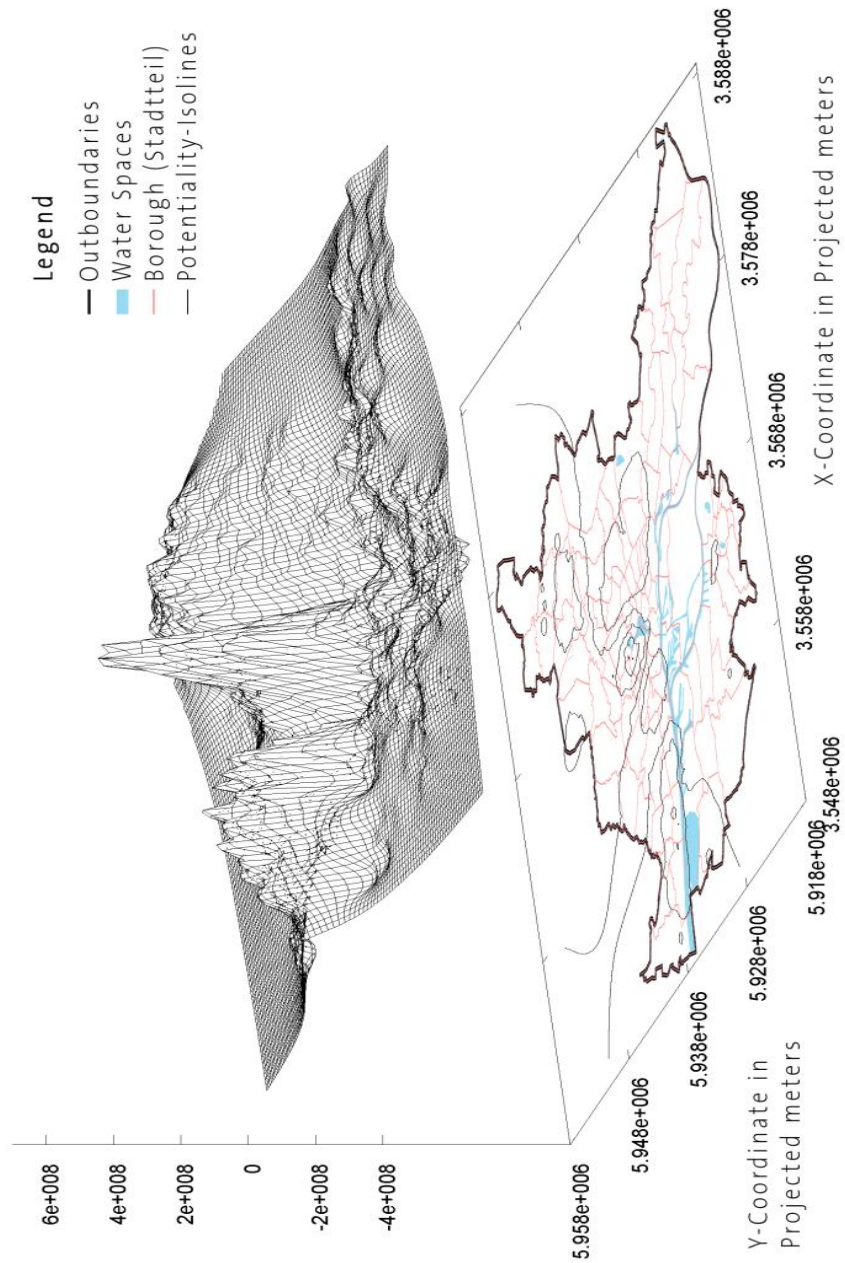 Legend
Outboundaries
Water Spaces
Borough (Stadtteil)
Potentiality-Isolines
6e+008
4e+008
2e+008
0
-2e+008
-4e+008
5.958e+006
5.948e+006
5.938e+006
5.928e+006
5.918e+006
3.548e+006
3.558e+006
3.568e+006
3.578e+006
3.588e+006
Y-Coordinate in
Projected meters
X-Coordinate in Projected meters